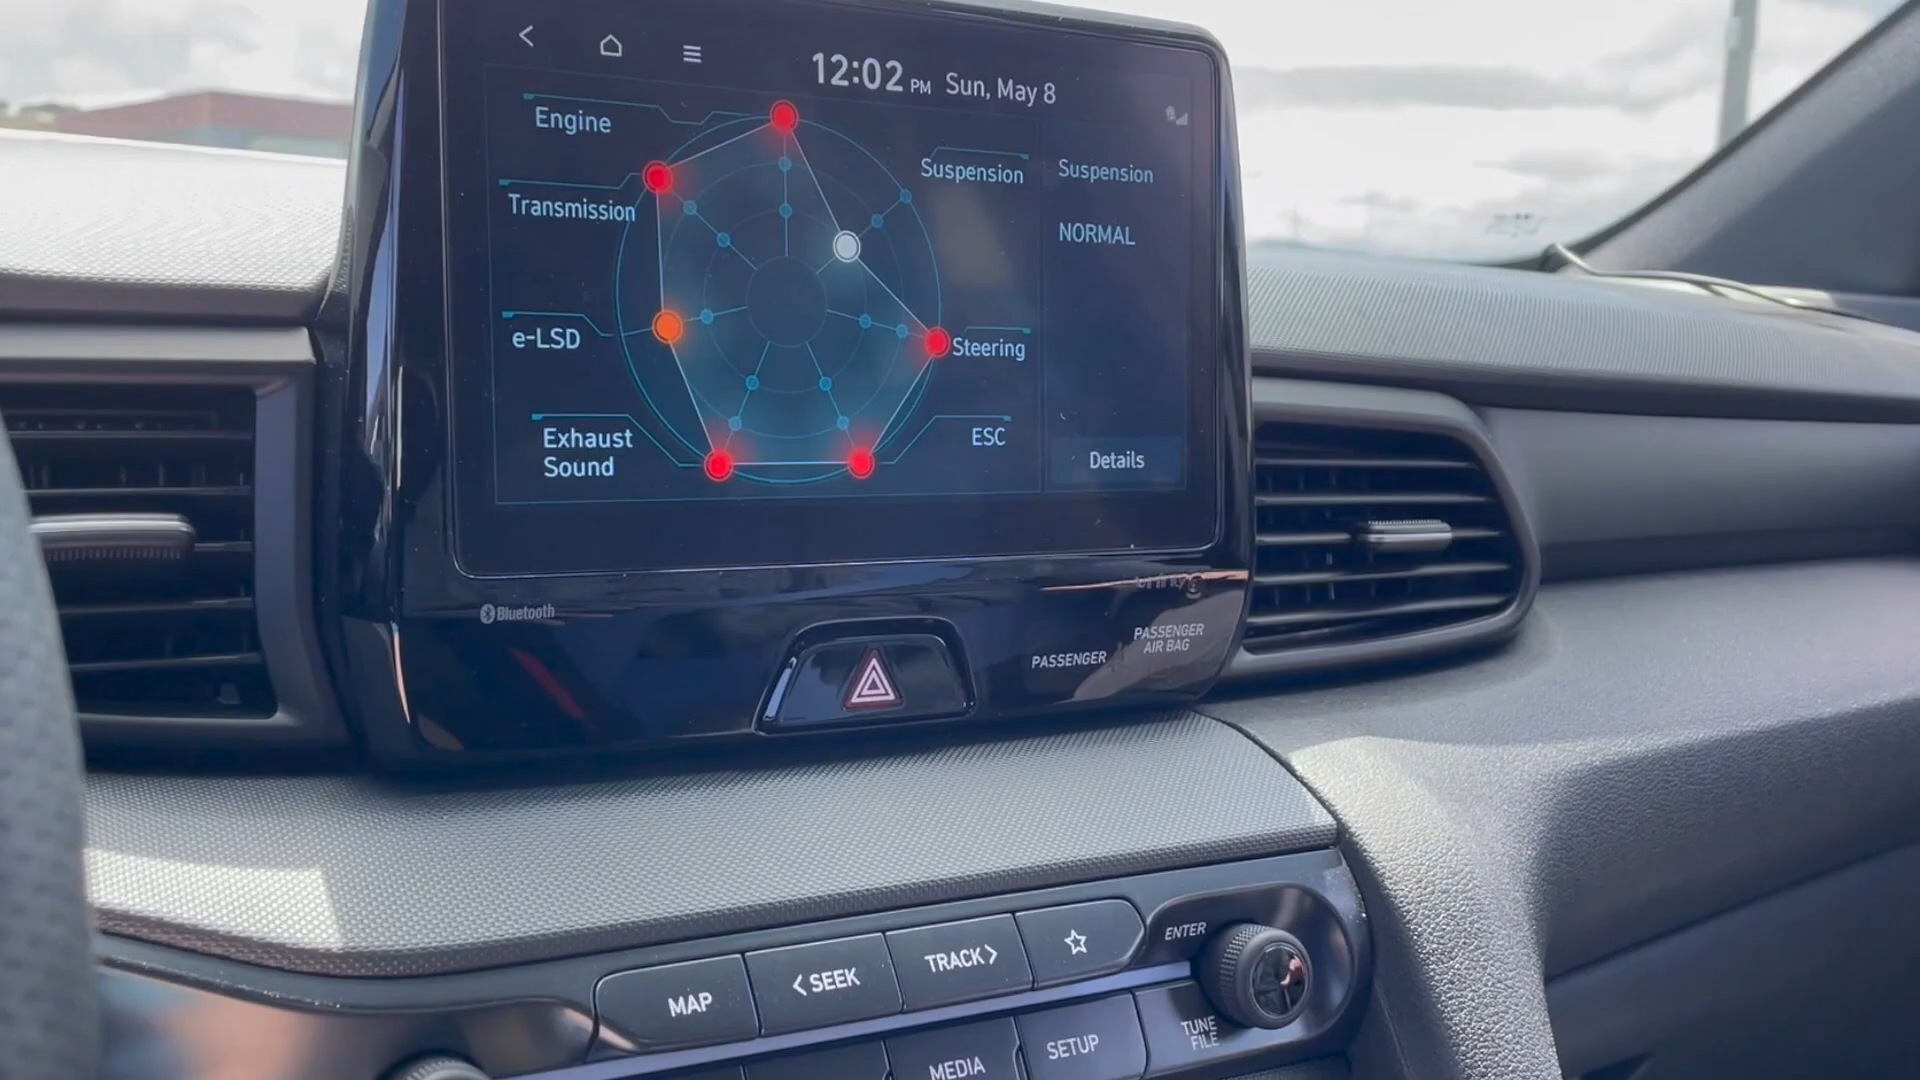 12:02 PM Sun, May 8
Engine
Transmission
e-LSD
Exhaust
Sound
Suspension
Steering
ESC
Suspension
NORMAL
Details
Bluetooth
PASSENGER
PASSENGER
AIR BAG
MAP
< SEEK
TRACK >
ENTER
MEDIA
SETUP
TUNE
FILE